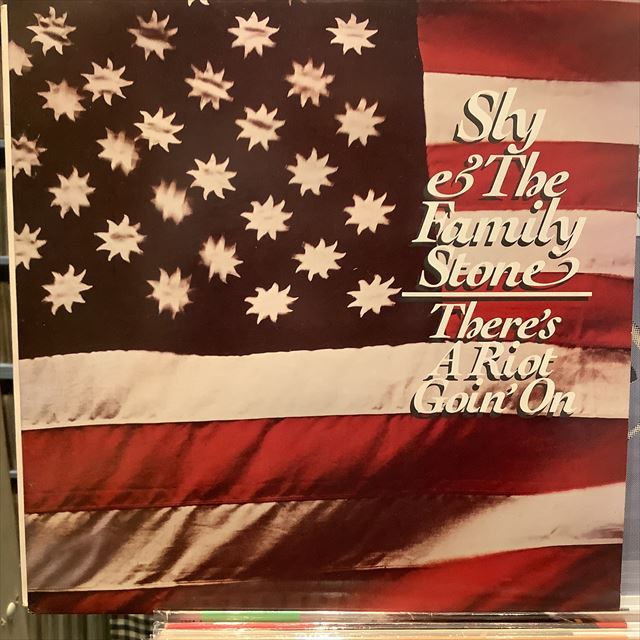 Sly
& The
Family
Stone
There's
A Riot
Goin' On